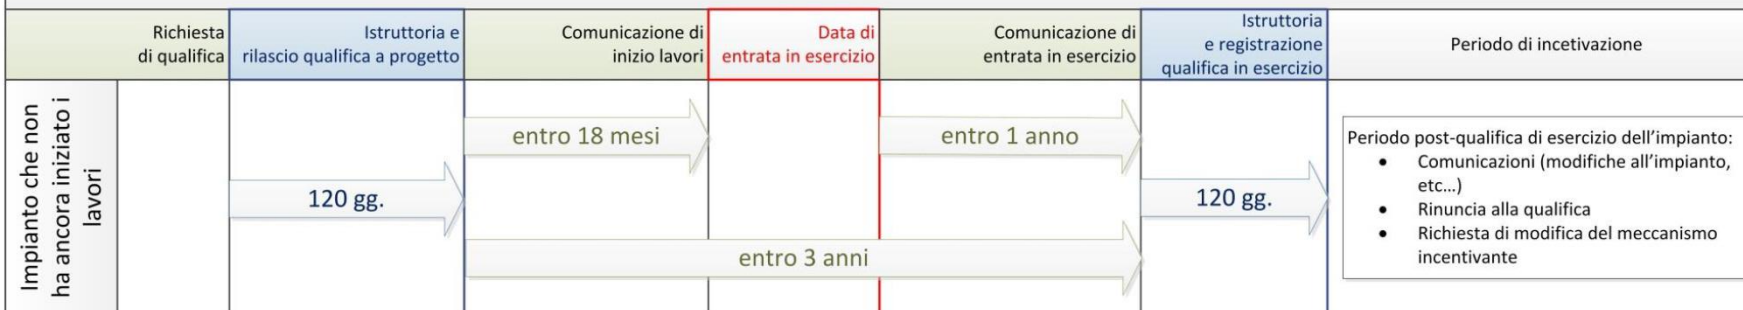 Richiesta
di qualifica
Istruttoria e
rilascio qualifica a progetto
Comunicazione di
inizio lavori
Data di
entrata in esercizio
Comunicazione di
entrata in esercizio
Istruttoria
e registrazione
qualifica in esercizio
Periodo di incetivazione
Impianto che non
ha ancora iniziato i
lavori
entro 18 mesi
entro 1 anno
120 gg.
120 gg.
entro 3 anni
Periodo post-qualifica di esercizio dell'impianto:
• Comunicazioni (modifiche all'impianto,
etc...)
• Rinuncia alla qualifica
• Richiesta di modifica del meccanismo
incentivante